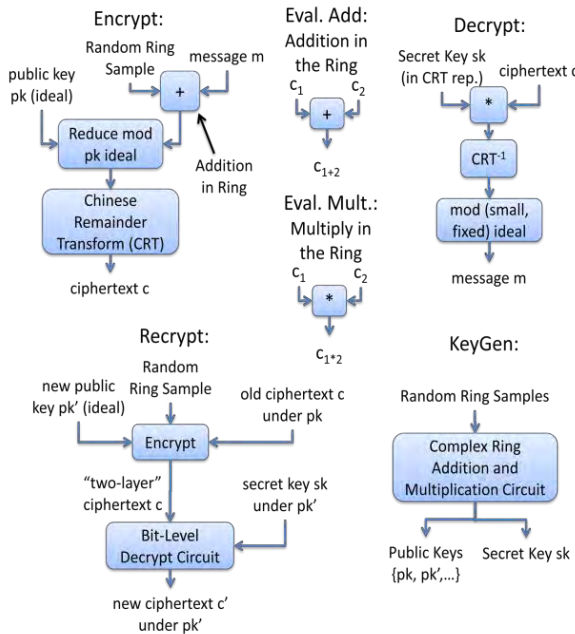 Encrypt:
Random Ring
Sample
message m
public key
pk (ideal)
+
Reduce mod
pk ideal
Addition
in Ring
Chinese
Remainder
Transform (CRT)
ciphertext c
Eval. Add:
Addition in
the Ring
c1
c2
+
c1+2
Eval. Mult.:
Multiply in
the Ring
c1
c2
*
c1*2
Decrypt:
Secret Key sk
(in CRT rep.)
ciphertext c
*
CRT-1
mod (small,
fixed) ideal
message m
Recrypt:
Random
Ring Sample
new public
key pk’ (ideal)
old ciphertext c
under pk
Encrypt
“two-layer”
ciphertext c
secret key sk
under pk’
Bit-Level
Decrypt Circuit
new ciphertext c’
under pk’
KeyGen:
Random Ring Samples
Complex Ring
Addition and
Multiplication Circuit
Public Keys
{pk, pk’,...}
Secret Key sk